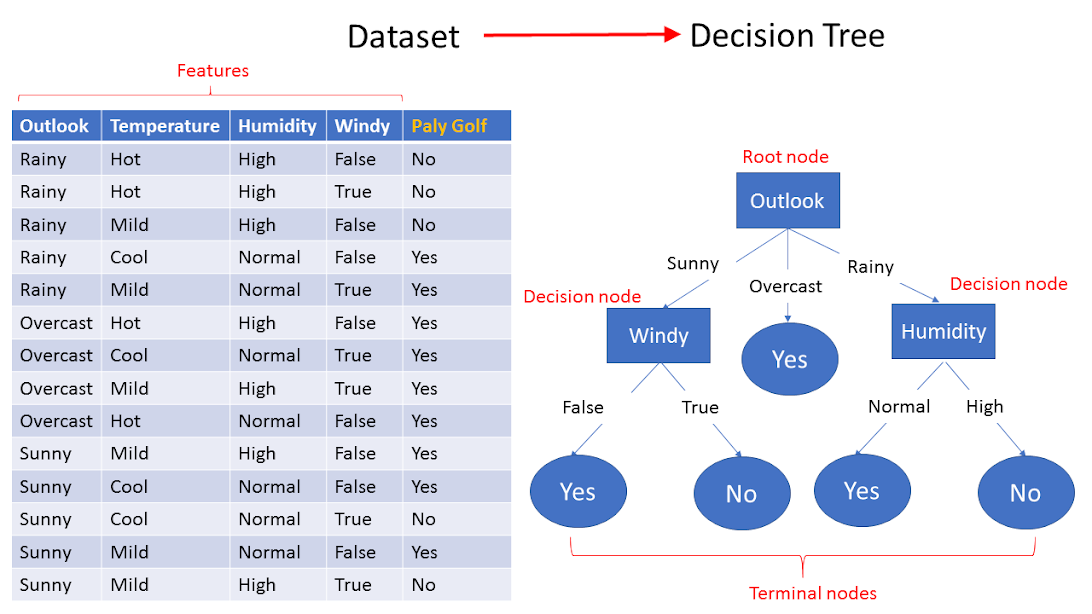 Dataset
Decision Tree
Features
Outlook Temperature Humidity Windy Paly Golf
Rainy Hot High False No
Rainy Hot High True No
Rainy Mild High False No
Rainy Cool Normal False Yes
Rainy Mild Normal True Yes
Overcast Hot High False Yes
Overcast Cool Normal True Yes
Overcast Mild High True Yes
Overcast Hot Normal False Yes
Sunny Mild High False Yes
Sunny Cool Normal False Yes
Sunny Cool Normal True No
Sunny Mild Normal False Yes
Sunny Mild High True No
Root node
Outlook
Sunny
Overcast
Rainy
Decision node
Decision node
Windy
Yes
Humidity
False
True
Normal
High
Yes
No
Yes
No
Terminal nodes